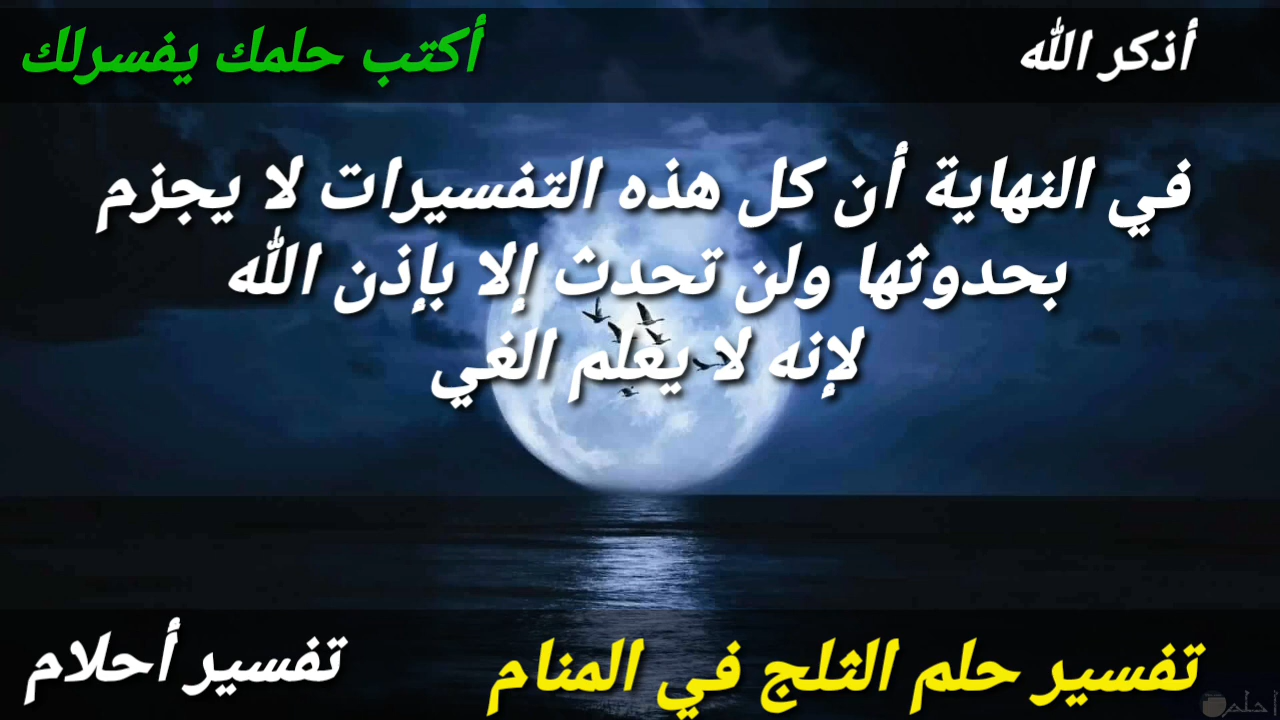 أذكر الله
أكتب حلمك يفسرلك
في النهاية أن كل هذه التفسيرات لا يجزم
بحدوثها ولن تحدث إلا بإذن الله
لإنه لا يعلم الغي
تفسير حلم الثلج في المنام
تفسير أحلام
أحلم